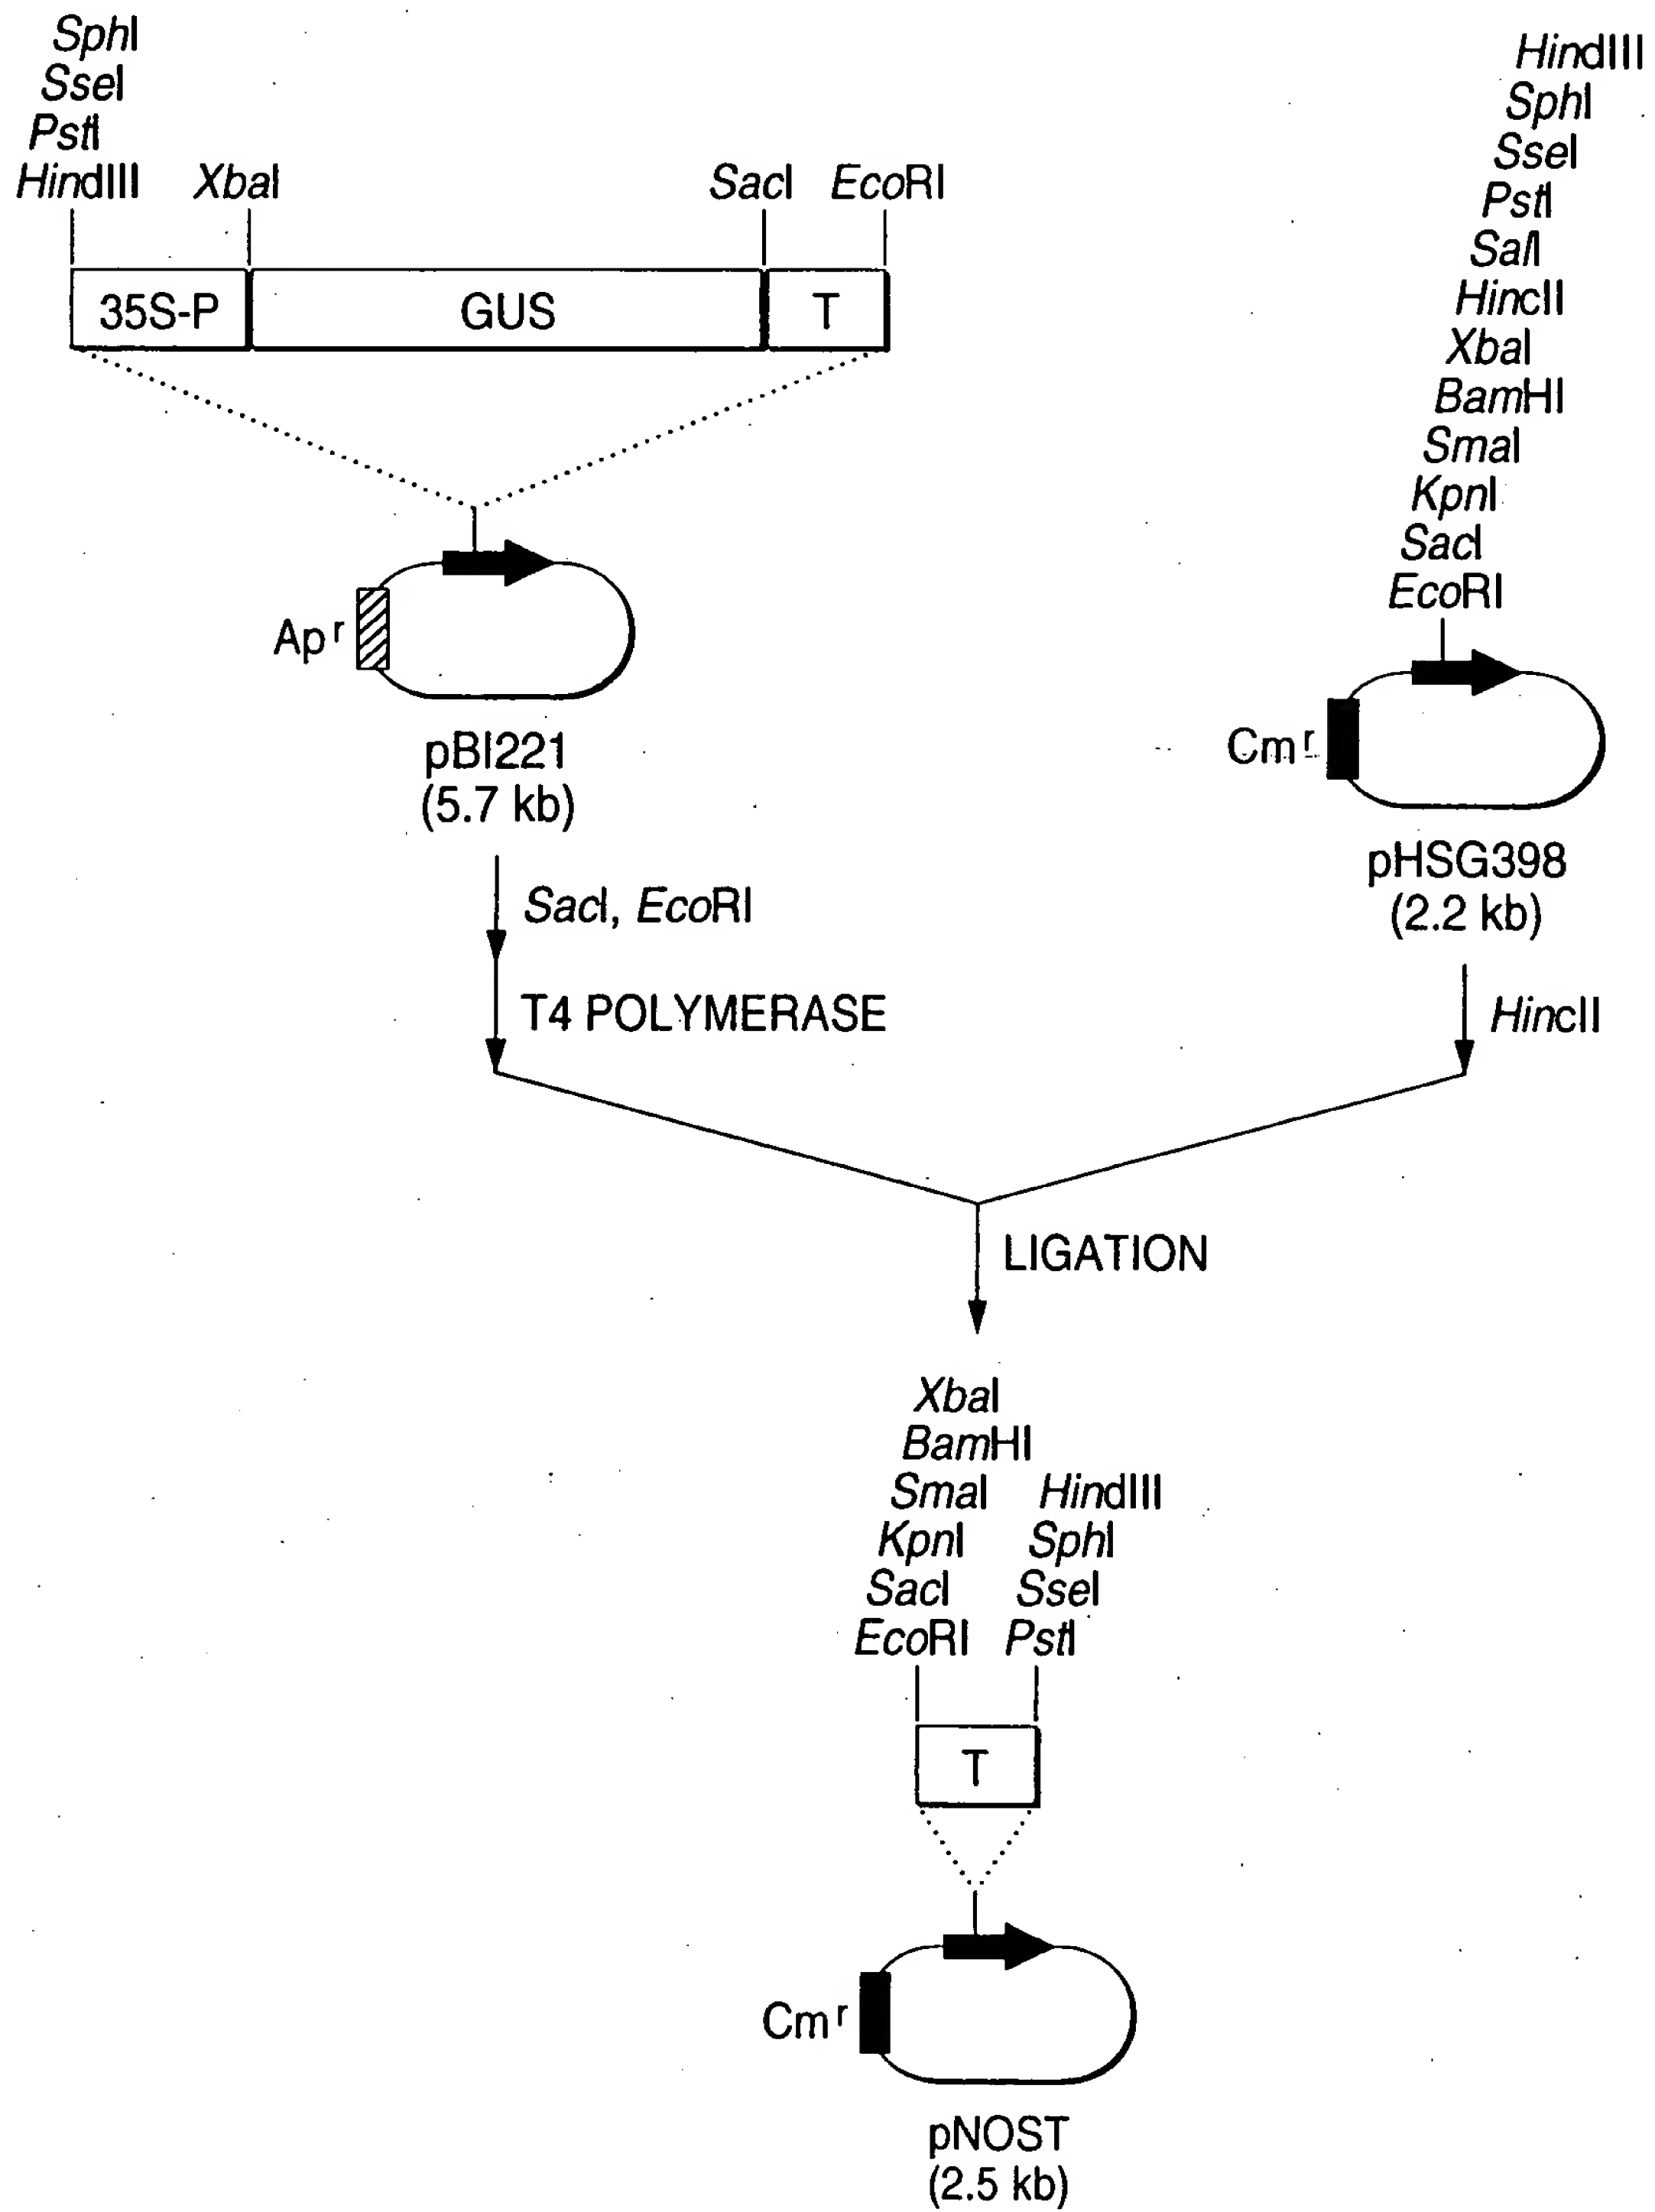 SphI
SseI
PstI
HindIII XbaI SacI EcoRI
35S-P GUS T
Ap r
pBI221
(5.7 kb)
HindIII
SphI
SseI
PstI
SalI
HincII
XbaI
BamHI
SmaI
KpnI
SacI
EcoRI
Cm r
pHSG398
(2.2 kb)
SacI, EcoRI
T4 POLYMERASE
HincII
LIGATION
XbaI
BamHI
SmaI HindIII
KpnI SphI
SacI SseI
EcoRI PstI
T
Cm r
pNOST
(2.5 kb)